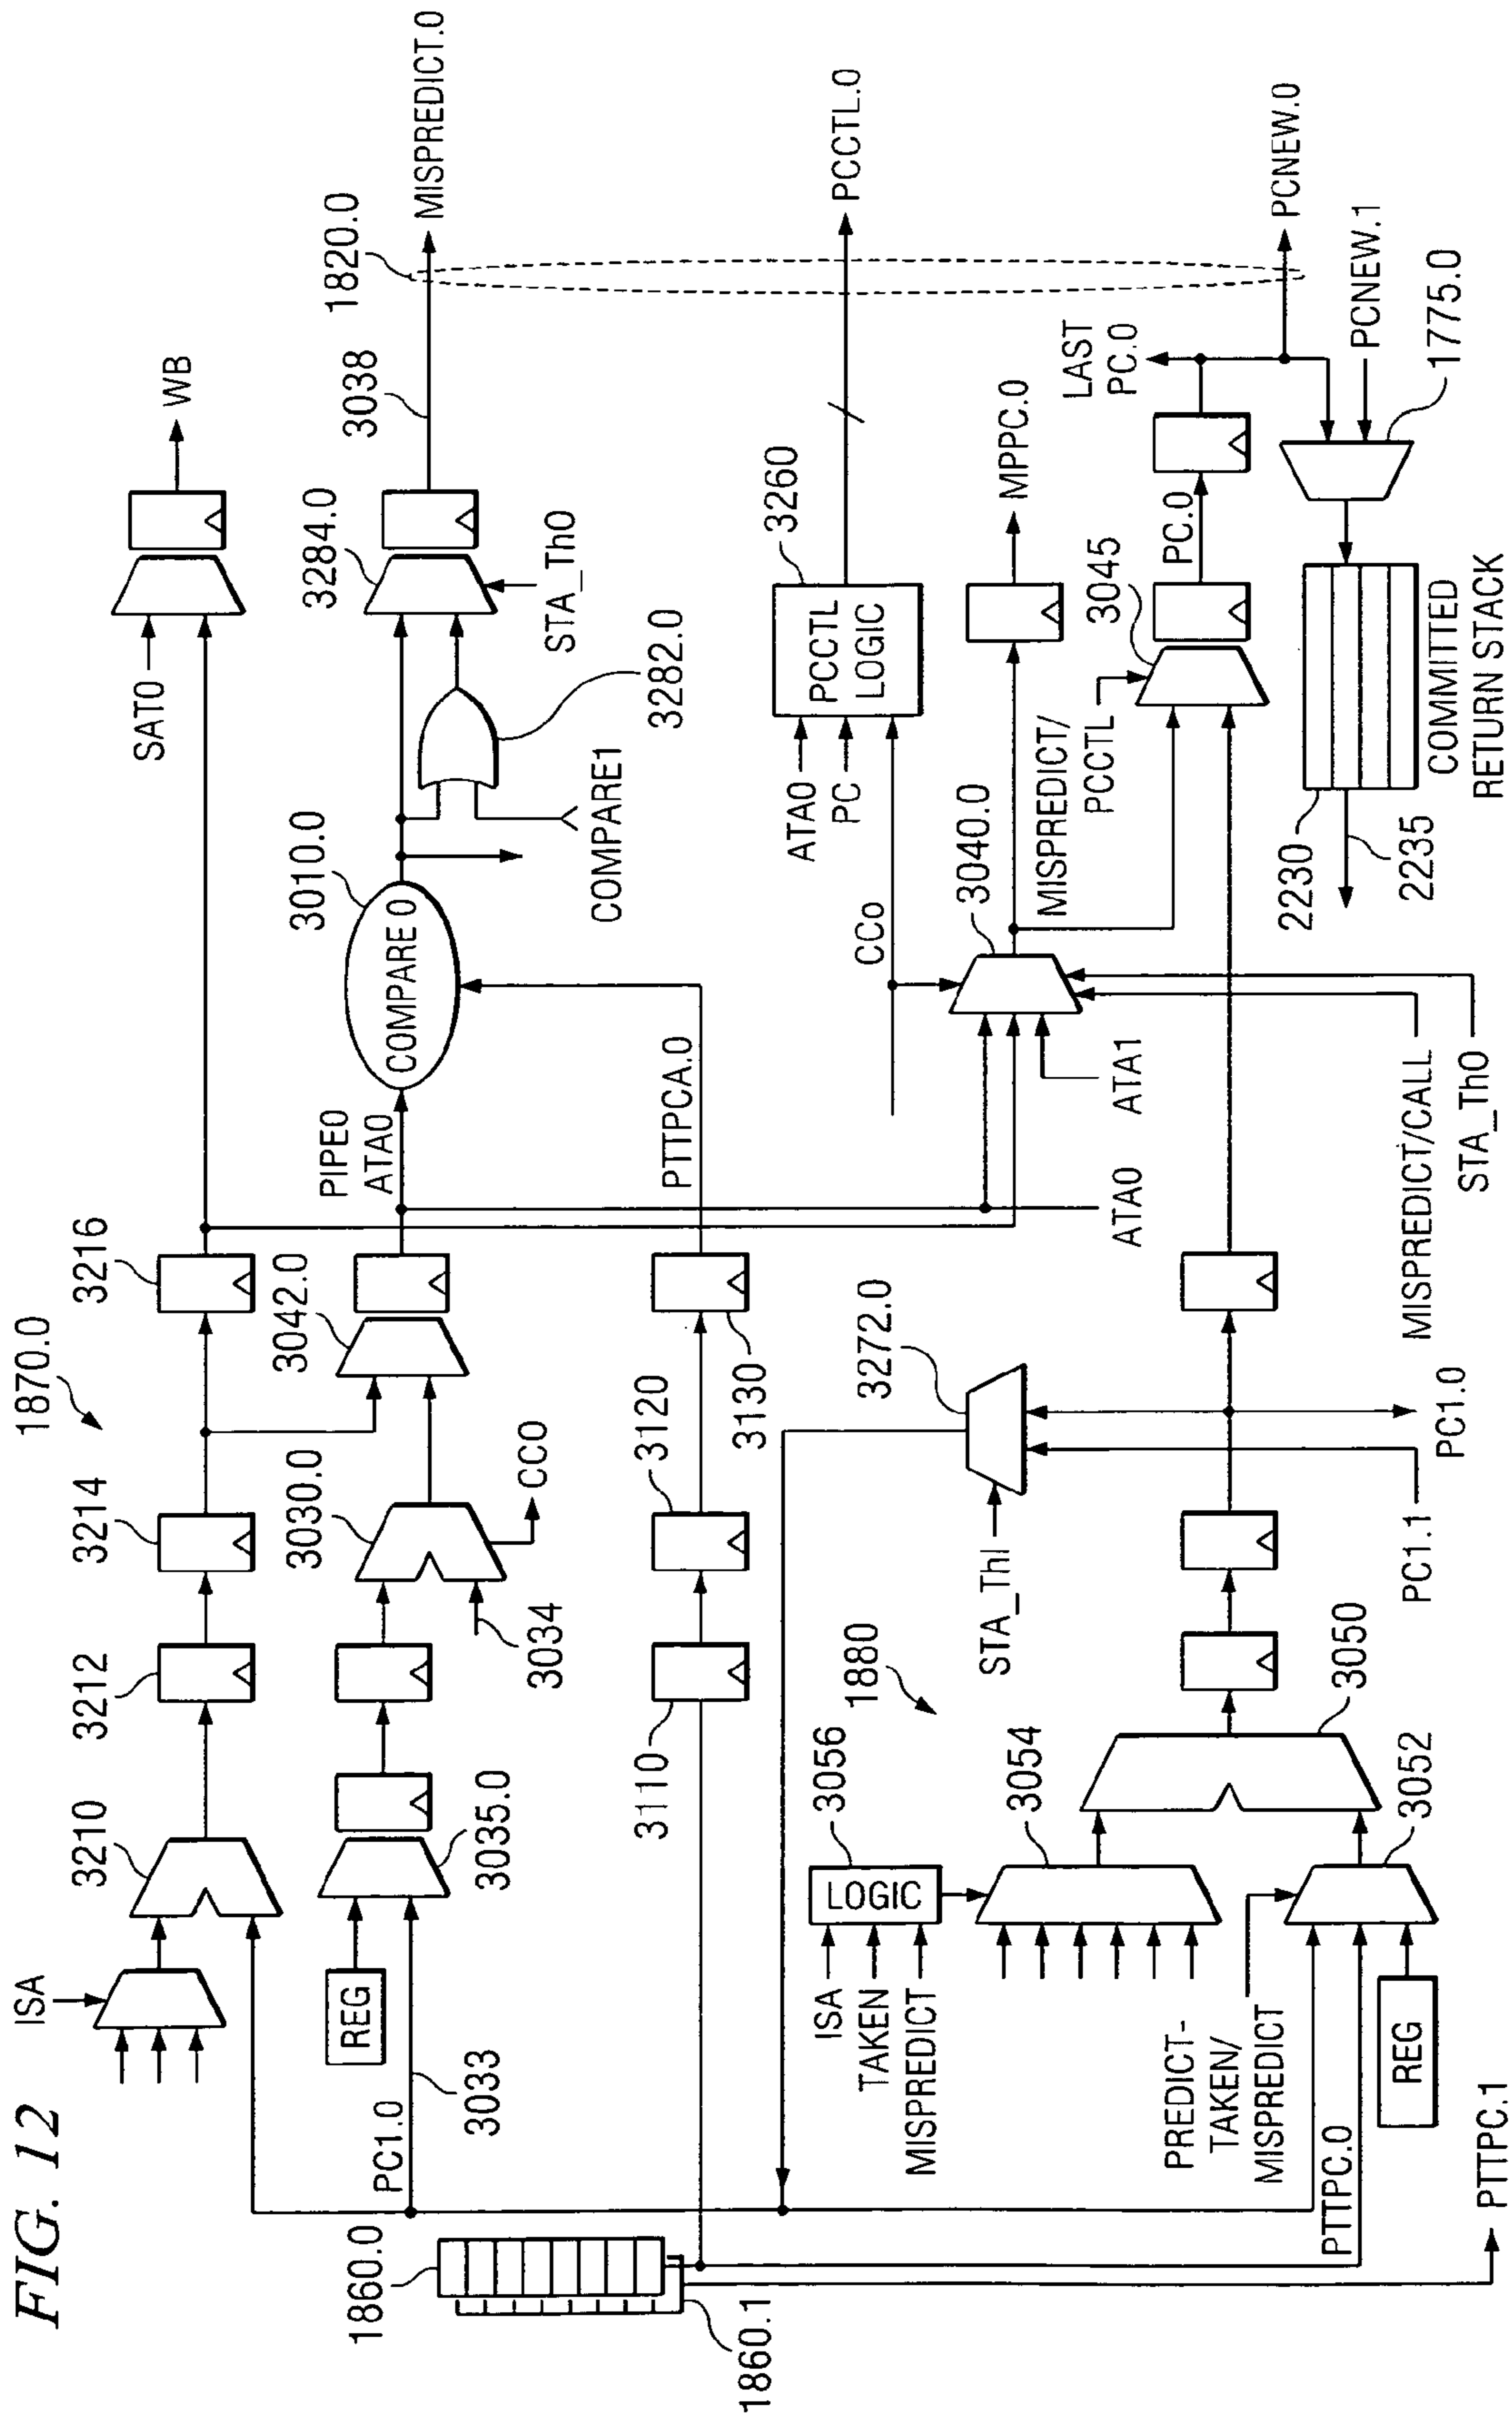 FIG. 12
1870.0
ISA
3210
3212
3214
3216
SAT0
WB
REG
PC1.0
3033
3035.0
3034
3030.0
CC0
3042.0
PIPE0
ATA0
COMPARE 0
3010.0
COMPARE1
3282.0
3284.0
STA_Th0
3038
1820.0
MISPREDICT.0
1860.0
1860.1
3110
3120
3130
PTTPCA.0
ATA0
PC
CCo
PCCTL
LOGIC
3260
PCCTL.0
STA_ThI
3272.0
ATA0
ATA1
3040.0
MPPC.0
1880
ISA
TAKEN
MISPREDICT
LOGIC
3056
3054
3050
PREDICT-
TAKEN/
MISPREDICT
PTTPC.0
REG
3052
PTTPC.1
PC1.1
PC1.0
MISPREDICT/CALL
STA_Th0
MISPREDICT/
PCCTL
3045
PC.0
LAST
PC.0
PCNEW.0
PCNEW.1
1775.0
2230
2235
COMMITTED
RETURN STACK